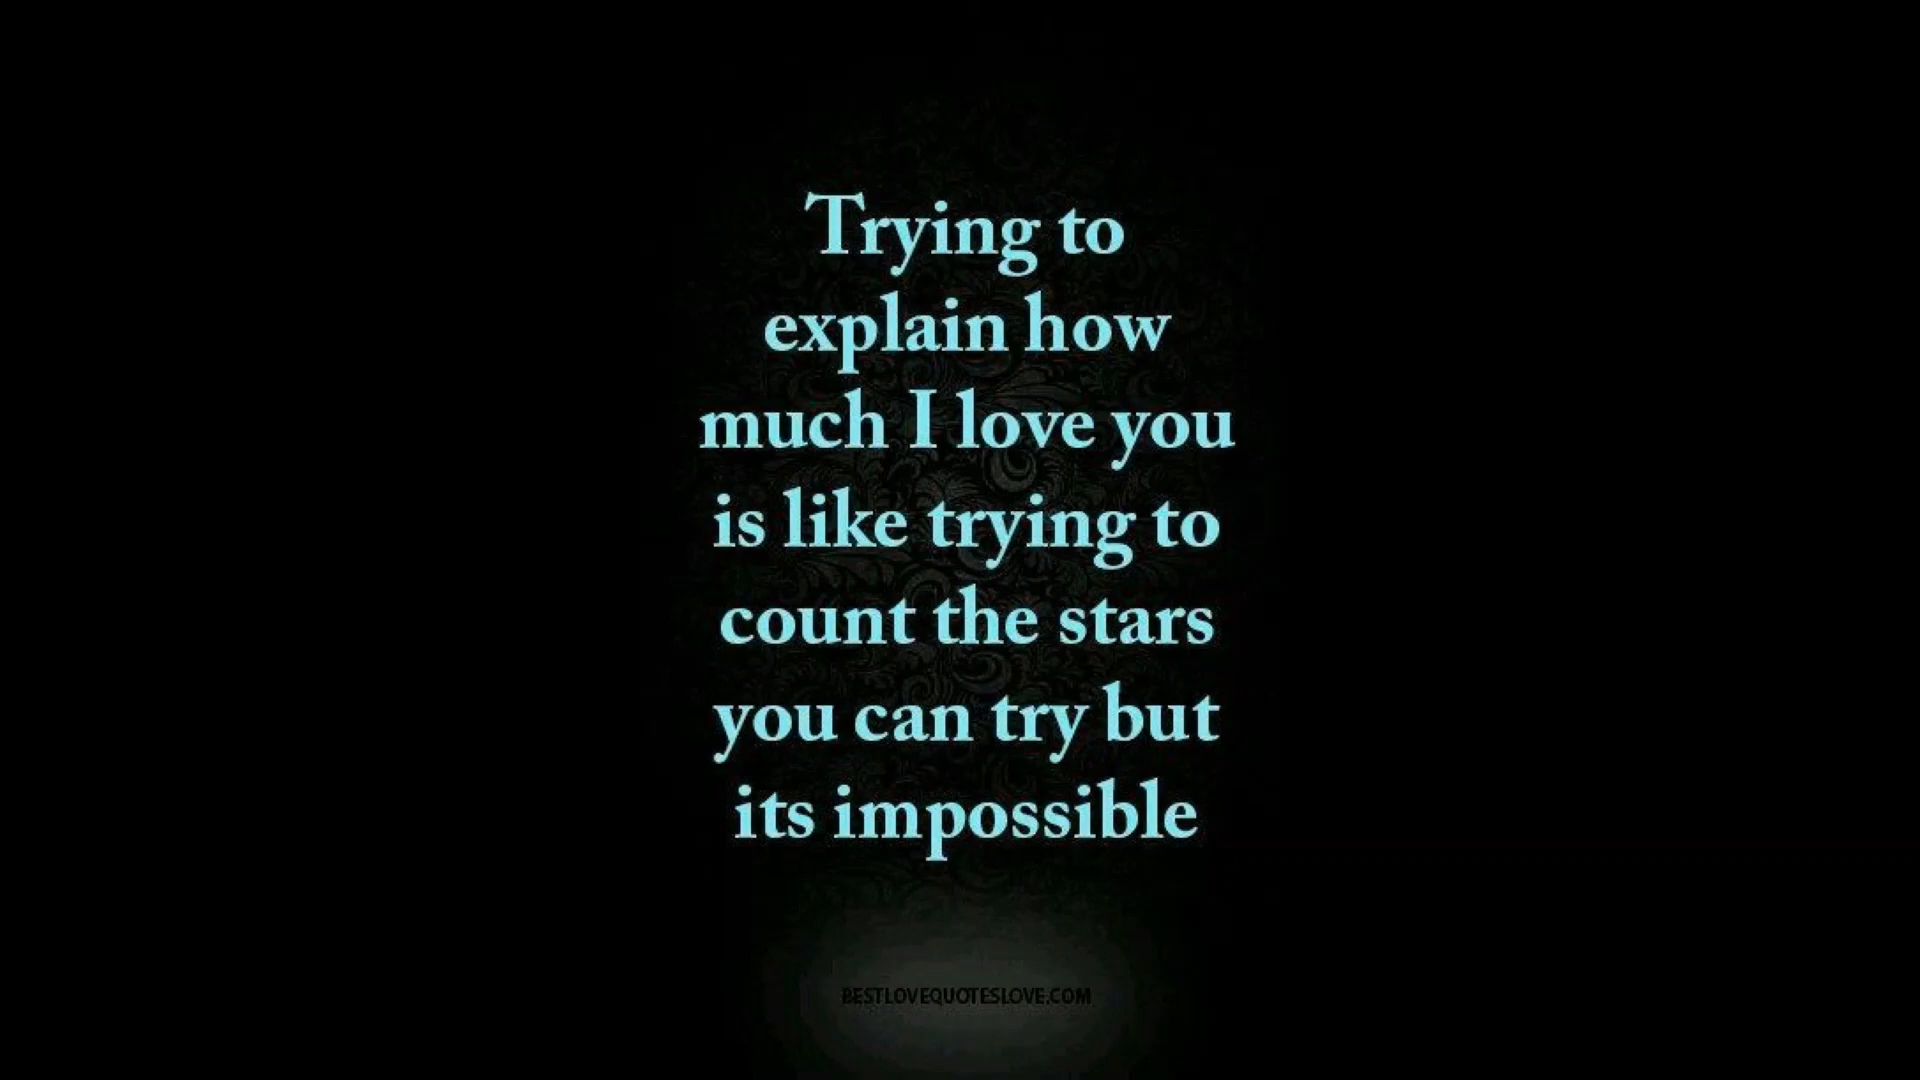 Trying to
explain how
much I love you
is like trying to
count the stars
you can try but
its impossible
BESTLOVEQUOTESLOVE.COM